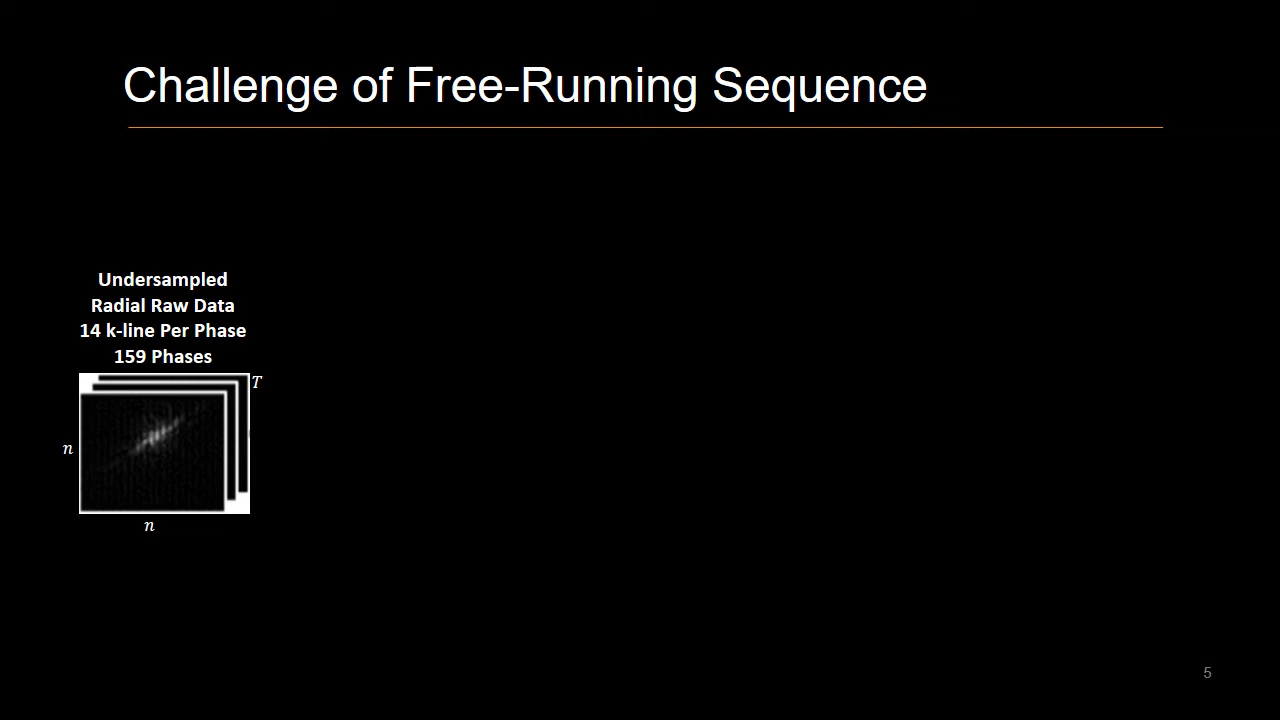 Challenge of Free-Running Sequence
Undersampled
Radial Raw Data
14 k-line Per Phase
159 Phases
T
n
n
5